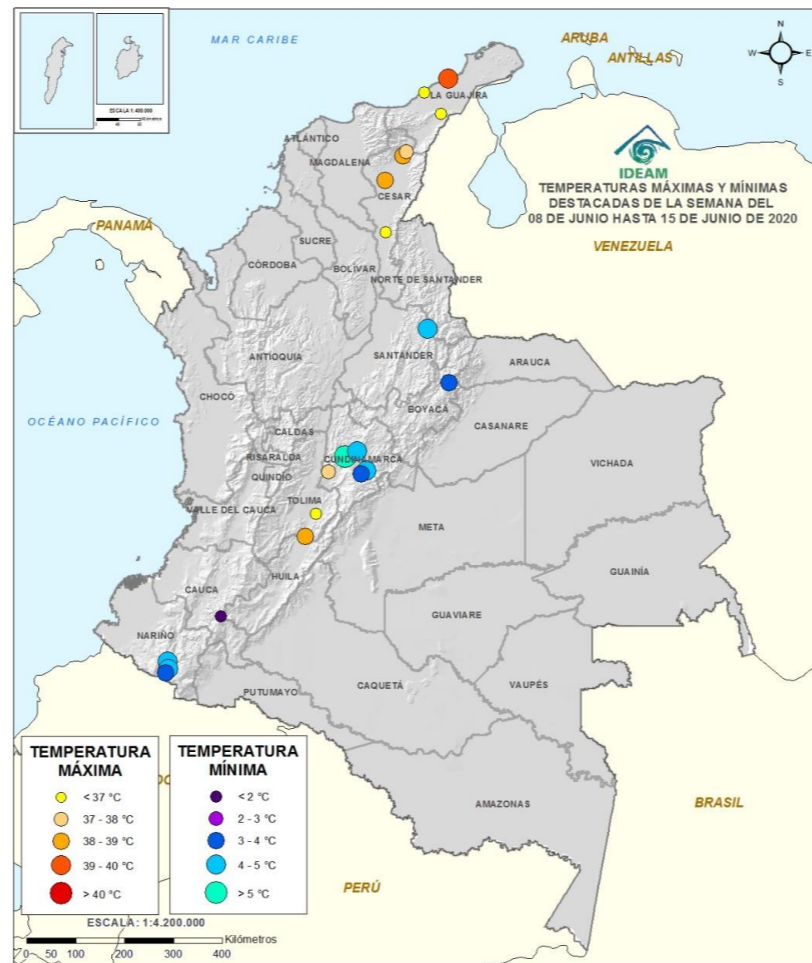 MAR CARIBE
ARUBA
ANTILLAS
W E
S
ESCALA 1:400.000
Kilómetros
LA GUAJIRA
ATLÁNTICO
MAGDALENA
CESAR
IDEAM
TEMPERATURAS MÁXIMAS Y MÍNIMAS
DESTACADAS DE LA SEMANA DEL
08 DE JUNIO HASTA 15 DE JUNIO DE 2020
PANAMÁ
VENEZUELA
SUCRE
CÓRDOBA
BOLÍVAR
NORTE DE SANTANDER
ANTIOQUIA
SANTANDER
ARAUCA
CHOCÓ
BOYACÁ
OCÉANO PACÍFICO
CASANARE
CALDAS
RISARALDA
CUNDINAMARCA
VICHADA
QUINDÍO
TOLIMA
VALLE DEL CAUCA
META
GUAINÍA
HUILA
CAUCA
GUAVIARE
NARIÑO
CAQUETÁ
VAUPÉS
PUTUMAYO
AMAZONAS
BRASIL
PERÚ
TEMPERATURA
MÁXIMA
< 37 °C
37 - 38 °C
38 - 39 °C
39 - 40 °C
> 40 °C
TEMPERATURA
MÍNIMA
< 2 °C
2 - 3 °C
3 - 4 °C
4 - 5 °C
> 5 °C
ESCALA: 1:4.200.000
Kilómetros
0 50 100 200 300 400